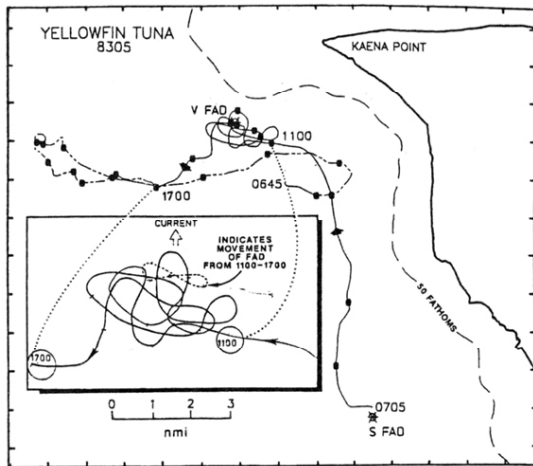 YELLOWFIN TUNA
8305
KAENA POINT
V FAD
1100
0645
1700
CURRENT
INDICATES
MOVEMENT
OF FAD
FROM 1100-1700
50 FATHOMS
1700
1100
0 1 2 3
nmi
0705
S FAD